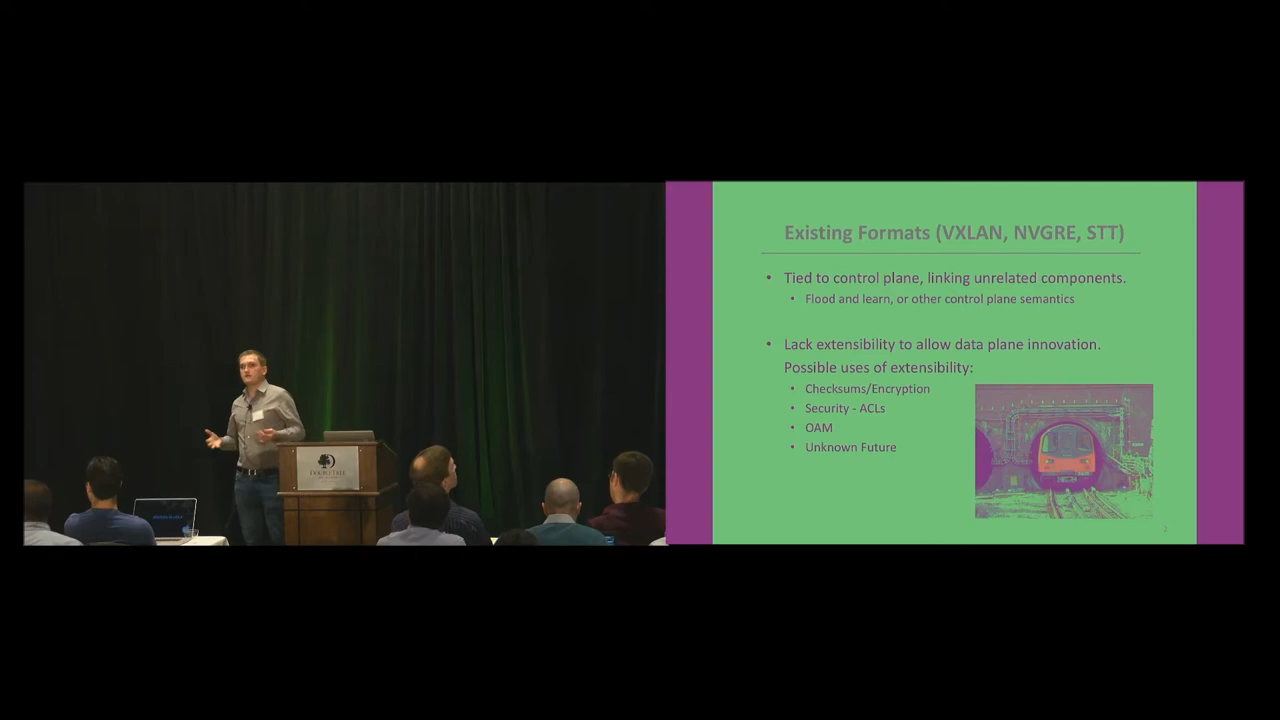 Existing Formats (VXLAN, NVGRE, STT)
• Tied to control plane, linking unrelated components.
• Flood and learn, or other control plane semantics
• Lack extensibility to allow data plane innovation.
Possible uses of extensibility:
• Checksums/Encryption
• Security - ACLs
• OAM
• Unknown Future
2
DOUBLETREE